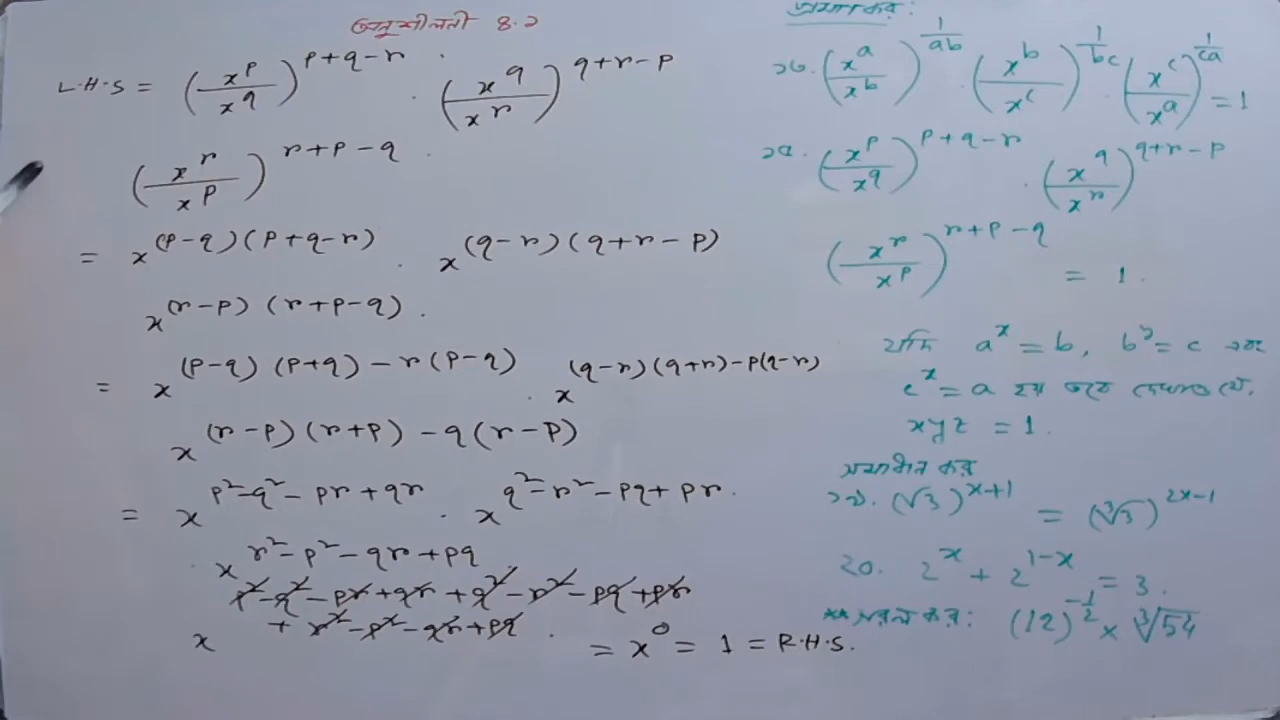 অনুশীলনী ৪.১
L.H.S = (x^p/x^q)^(p+q-r) . (x^q/x^r)^(q+r-p)
(x^r/x^p)^(r+p-q) .
= x^(p-q)(p+q-r) . x^(q-r)(q+r-p)
x^(r-p)(r+p-q) .
= x^(p-q)(p+q)-r(p-q) . x^(q-r)(q+r)-p(q-r)
x^(r-p)(r+p)-q(r-p)
= x^p²-q²-pr+qr . x^q²-r²-pq+pr .
. x^r²-p²-qr+pq
x^p²-q²-pr+qr+q²-r²-pq+pr
+r²-p²-qr+pq . = x^0 = 1 = R.H.S.
প্রমাণ কর:
১৬. (x^a/x^b)^(1/ab) . (x^b/x^c)^(1/bc) . (x^c/x^a)^(1/ca) = 1
(x^p/x^q)^(p+q-r) . (x^q/x^r)^(q+r-p)
(x^r/x^p)^(r+p-q) = 1.
যদি a^x = b, b^y = c এবং
c^z = a হয় তবে দেখাও যে,
xyz = 1.
সমাধান কর
১৯. (√3)^(x+1) = (∛3)^(2x-1)
২০. 2^x + 2^(1-x) = 3.
** সরল কর: (12)^(-1/2) × ∛54